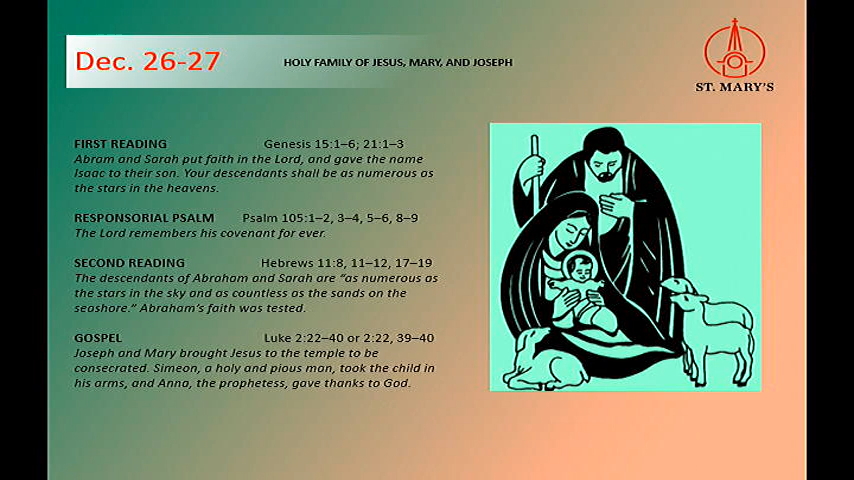 Dec. 26-27
HOLY FAMILY OF JESUS, MARY, AND JOSEPH
ST. MARY'S
FIRST READING Genesis 15:1–6; 21:1–3
Abram and Sarah put faith in the Lord, and gave the name
Isaac to their son. Your descendants shall be as numerous as
the stars in the heavens.
RESPONSORIAL PSALM Psalm 105:1–2, 3–4, 5–6, 8–9
The Lord remembers his covenant for ever.
SECOND READING Hebrews 11:8, 11–12, 17–19
The descendants of Abraham and Sarah are “as numerous as
the stars in the sky and as countless as the sands on the
seashore.” Abraham’s faith was tested.
GOSPEL Luke 2:22–40 or 2:22, 39–40
Joseph and Mary brought Jesus to the temple to be
consecrated. Simeon, a holy and pious man, took the child in
his arms, and Anna, the prophetess, gave thanks to God.